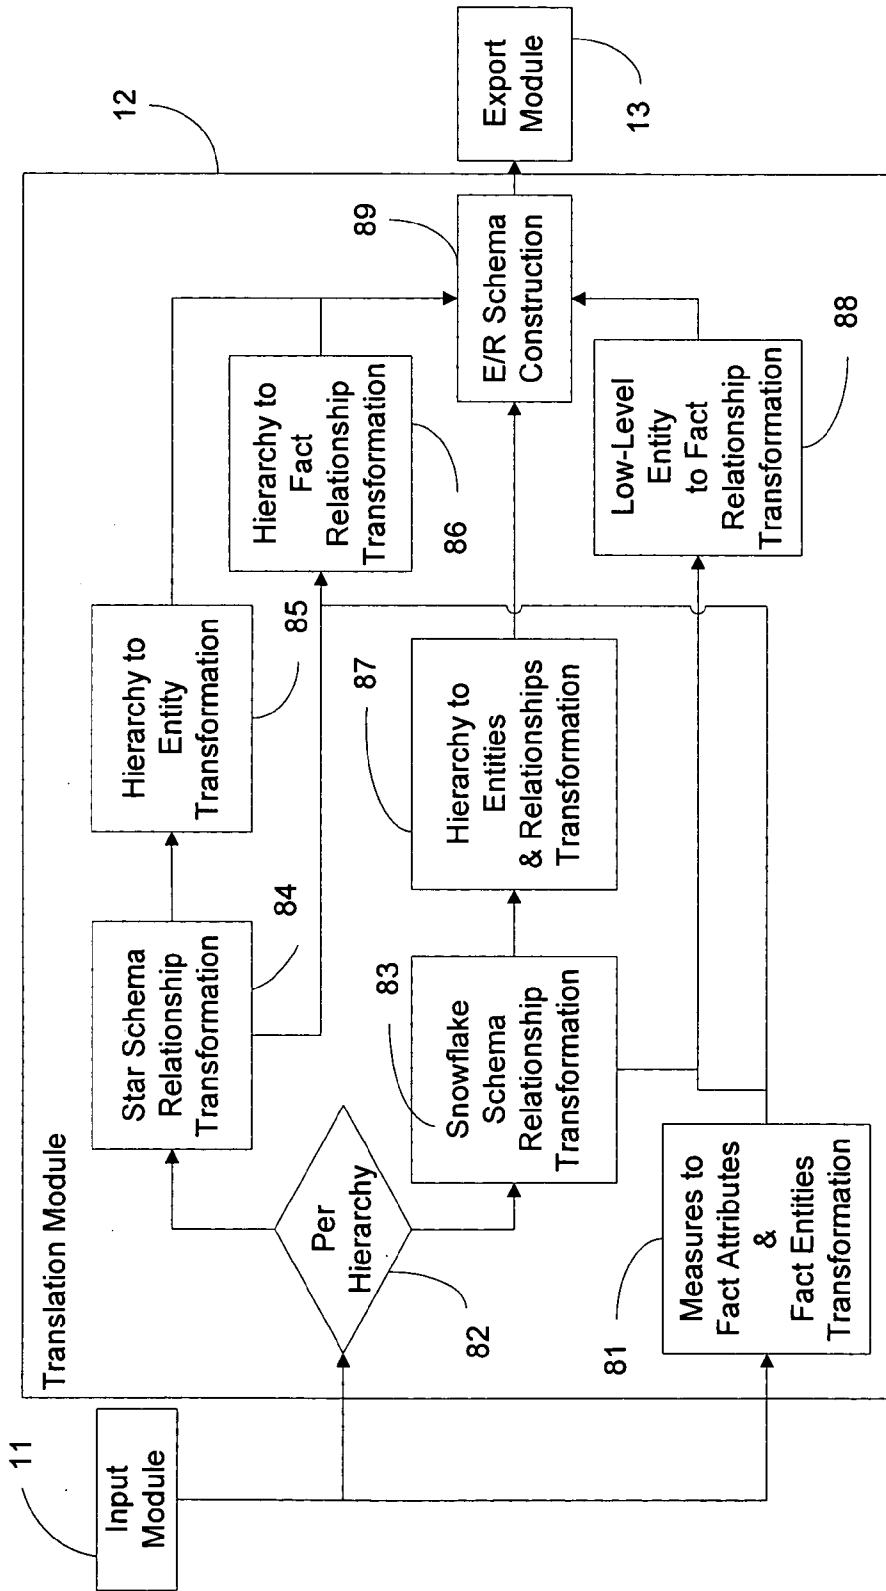 Translation Module
12
11
Input
Module
Per
Hierarchy
82
Star Schema
Relationship
Transformation
84
Hierarchy to
Entity
Transformation
85
Hierarchy to
Fact
Relationship
Transformation
86
Snowflake
Schema
Relationship
Transformation
83
Hierarchy to
Entities
& Relationships
Transformation
87
E/R Schema
Construction
89
Export
Module
13
Measures to
Fact Attributes
&
Fact Entities
Transformation
81
Low-Level
Entity
to Fact
Relationship
Transformation
88